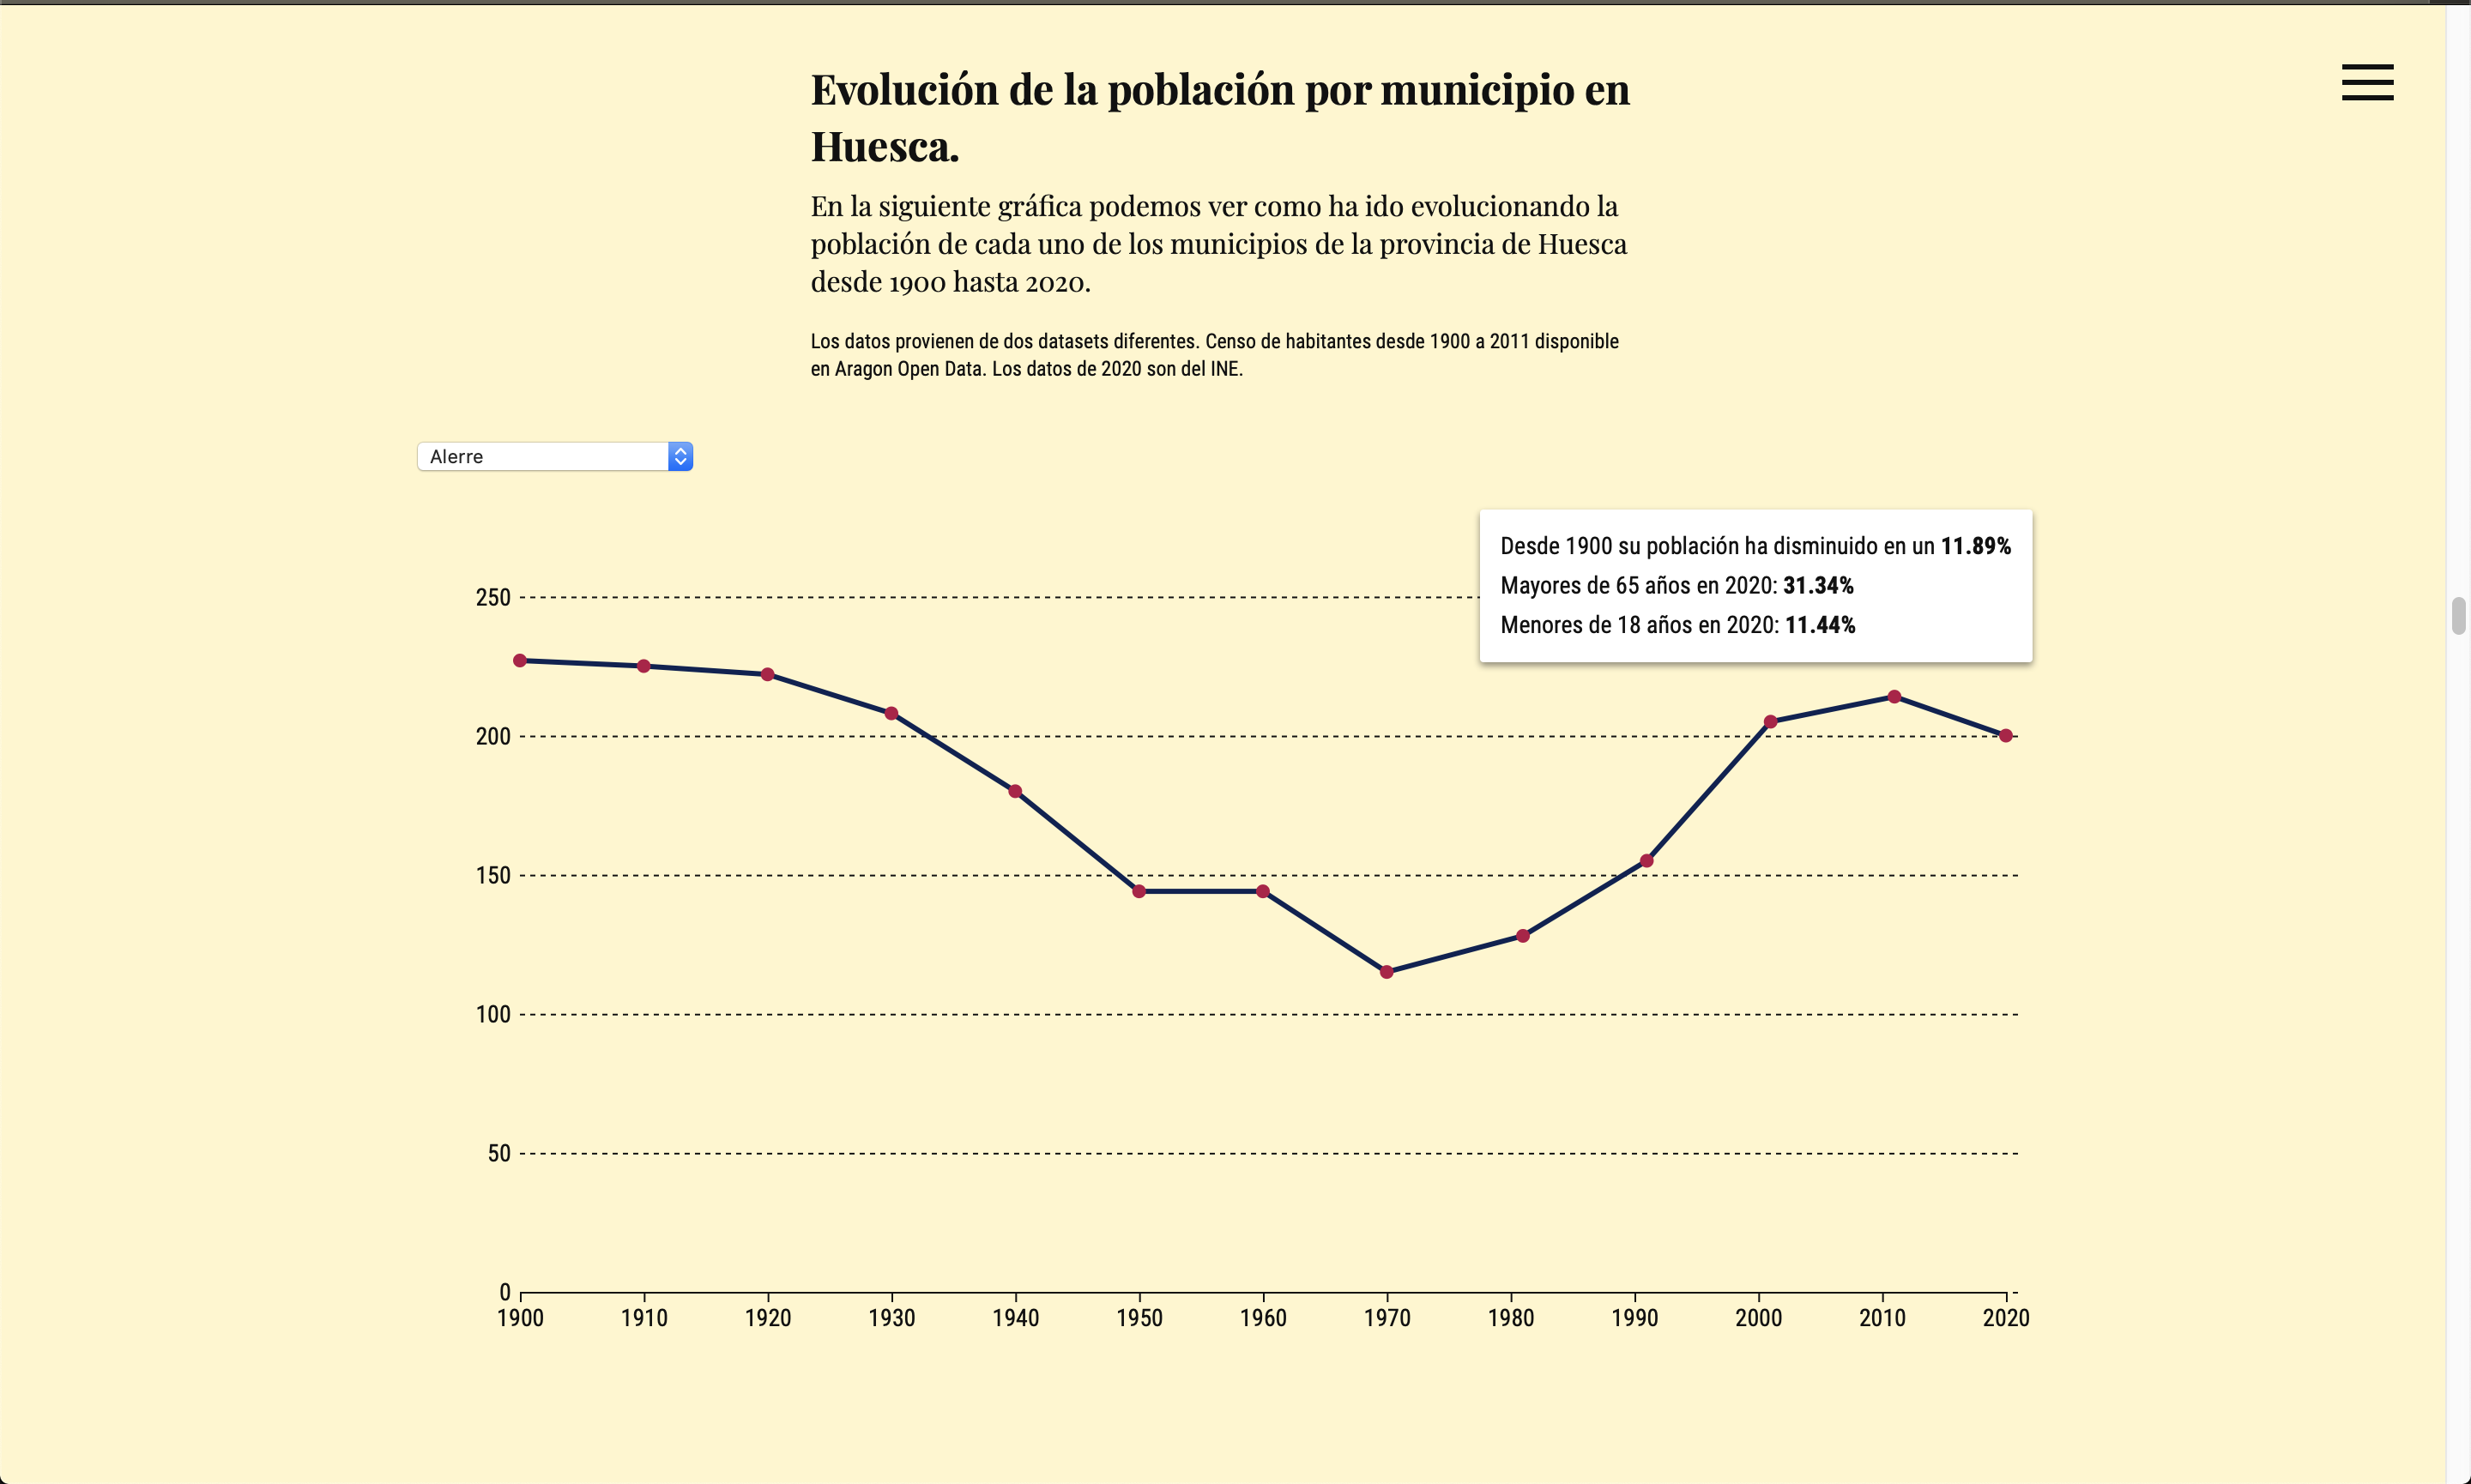 Evolución de la población por municipio en
Huesca.
En la siguiente gráfica podemos ver como ha ido evolucionando la
población de cada uno de los municipios de la provincia de Huesca
desde 1900 hasta 2020.
Los datos provienen de dos datasets diferentes. Censo de habitantes desde 1900 a 2011 disponible
en Aragon Open Data. Los datos de 2020 son del INE.
Alerre
Desde 1900 su población ha disminuido en un 11.89%
Mayores de 65 años en 2020: 31.34%
Menores de 18 años en 2020: 11.44%
250
200
150
100
50
0
1900 1910 1920 1930 1940 1950 1960 1970 1980 1990 2000 2010 2020